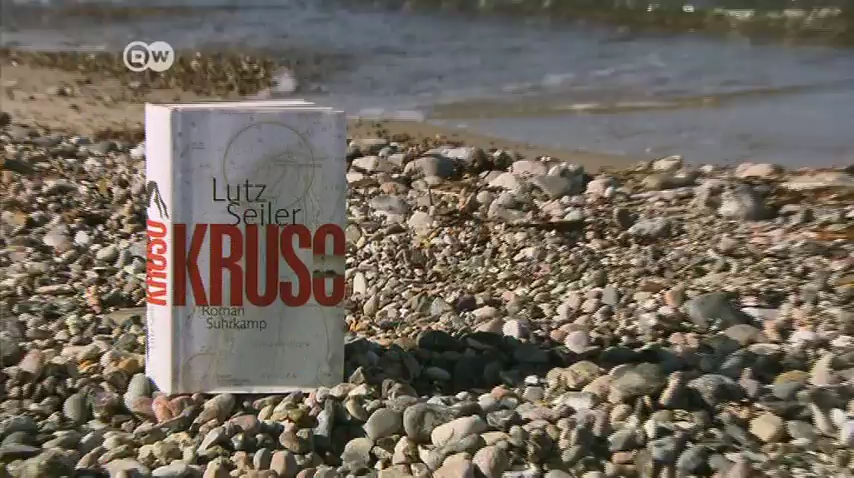 DW
Lutz
Seiler
KRUSO
Roman
Suhrkamp
KRUSO